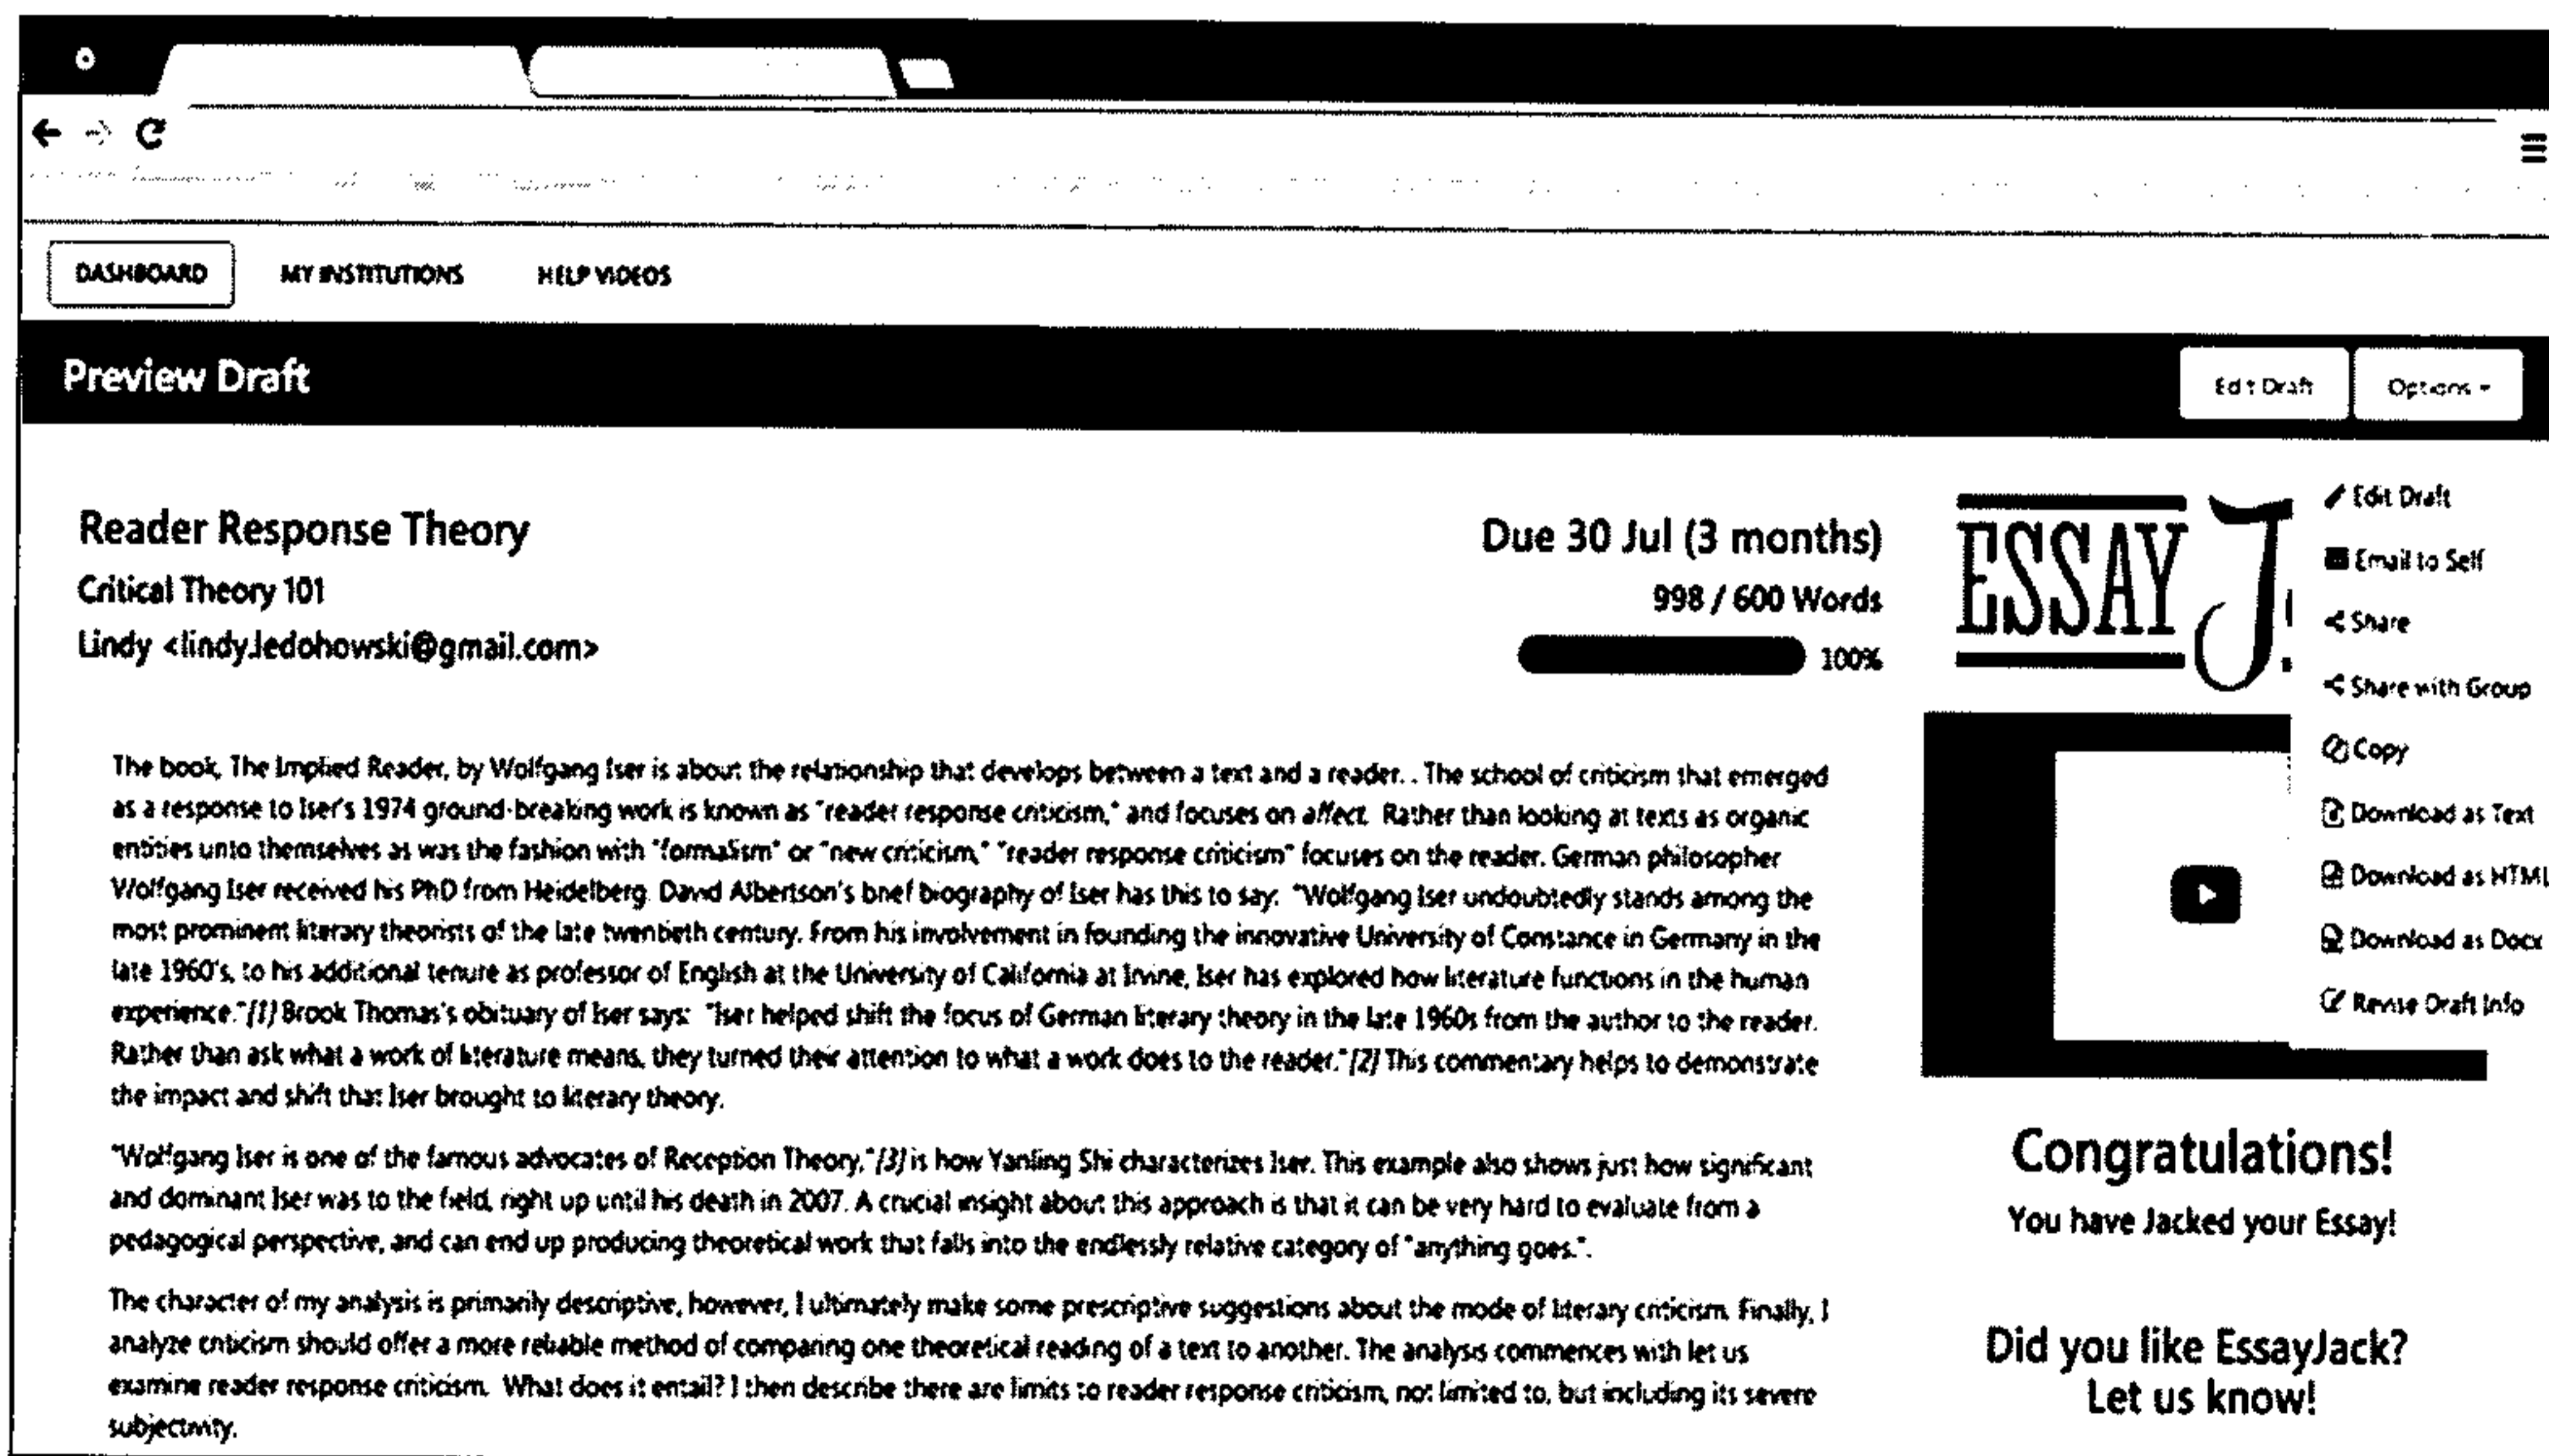 DASHBOARD MY INSTITUTIONS HELP VIDEOS
Preview Draft
Edit Draft Options
Reader Response Theory
Critical Theory 101
Lindy <lindy.ledohowski@gmail.com>
Due 30 Jul (3 months)
998 / 600 Words
100%
The book, The Implied Reader, by Wolfgang Iser is about the relationship that develops between a text and a reader. . The school of criticism that emerged
as a response to Iser's 1974 ground-breaking work is known as "reader response criticism," and focuses on affect. Rather than looking at texts as organic
entities unto themselves as was the fashion with "formalism" or "new criticism," "reader response criticism" focuses on the reader. German philosopher
Wolfgang Iser received his PhD from Heidelberg. David Albertson's brief biography of Iser has this to say: "Wolfgang Iser undoubtedly stands among the
most prominent literary theorists of the late twentieth century. From his involvement in founding the innovative University of Constance in Germany in the
late 1960's, to his additional tenure as professor of English at the University of California at Irvine, Iser has explored how literature functions in the human
experience."[1] Brook Thomas's obituary of Iser says: "Iser helped shift the focus of German literary theory in the late 1960s from the author to the reader.
Rather than ask what a work of literature means, they turned their attention to what a work does to the reader."[2] This commentary helps to demonstrate
the impact and shift that Iser brought to literary theory.
"Wolfgang Iser is one of the famous advocates of Reception Theory,"[3] is how Yanling Shi characterizes Iser. This example also shows just how significant
and dominant Iser was to the field, right up until his death in 2007. A crucial insight about this approach is that it can be very hard to evaluate from a
pedagogical perspective, and can end up producing theoretical work that falls into the endlessly relative category of "anything goes.".
The character of my analysis is primarily descriptive, however, I ultimately make some prescriptive suggestions about the mode of literary criticism. Finally, I
analyze criticism should offer a more reliable method of comparing one theoretical reading of a text to another. The analysis commences with let us
examine reader response criticism. What does it entail? I then describe there are limits to reader response criticism, not limited to, but including its severe
subjectivity.
ESSAY J
Edit Draft
Email to Self
Share
Share with Group
Copy
Download as Text
Download as HTML
Download as Docx
Revise Draft Info
Congratulations!
You have Jacked your Essay!
Did you like EssayJack?
Let us know!